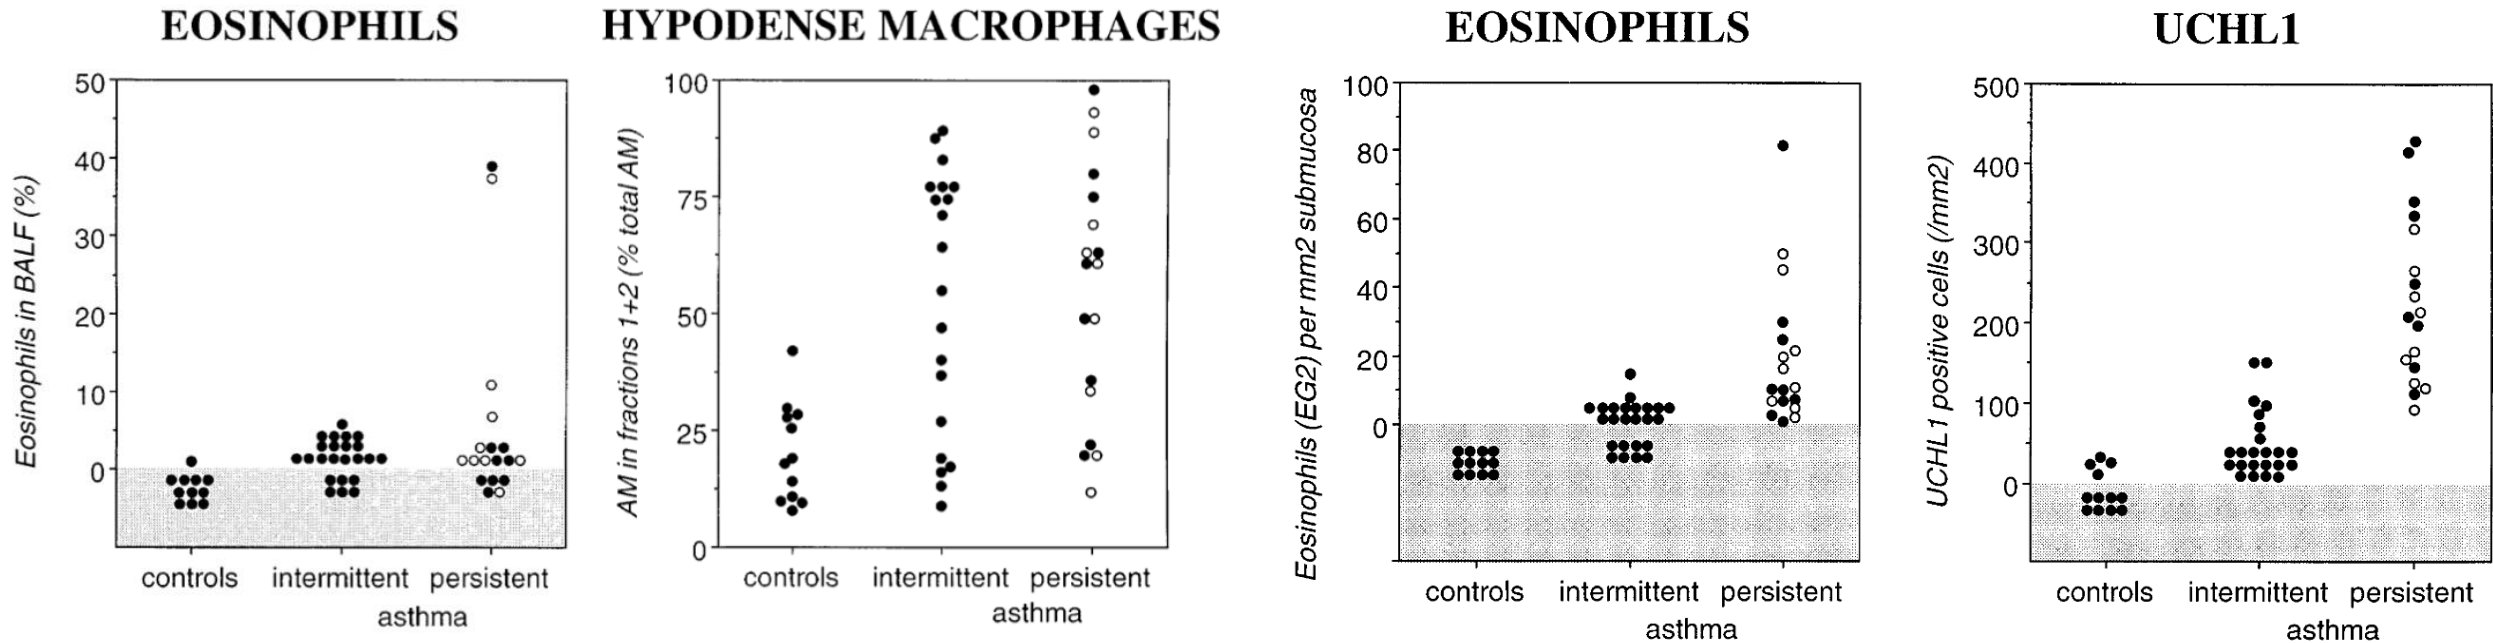 EOSINOPHILS
Eosinophils in BALF (%)
50
40
30
20
10
0
controls intermittent persistent
asthma
HYPODENSE MACROPHAGES
AM in fractions 1+2 (% total AM)
100
75
50
25
0
controls intermittent persistent
asthma
EOSINOPHILS
Eosinophils (EG2) per mm2 submucosa
100
80
60
40
20
0
controls intermittent persistent
asthma
UCHL1
UCHL1 positive cells (/mm2)
500
400
300
200
100
0
controls intermittent persistent
asthma